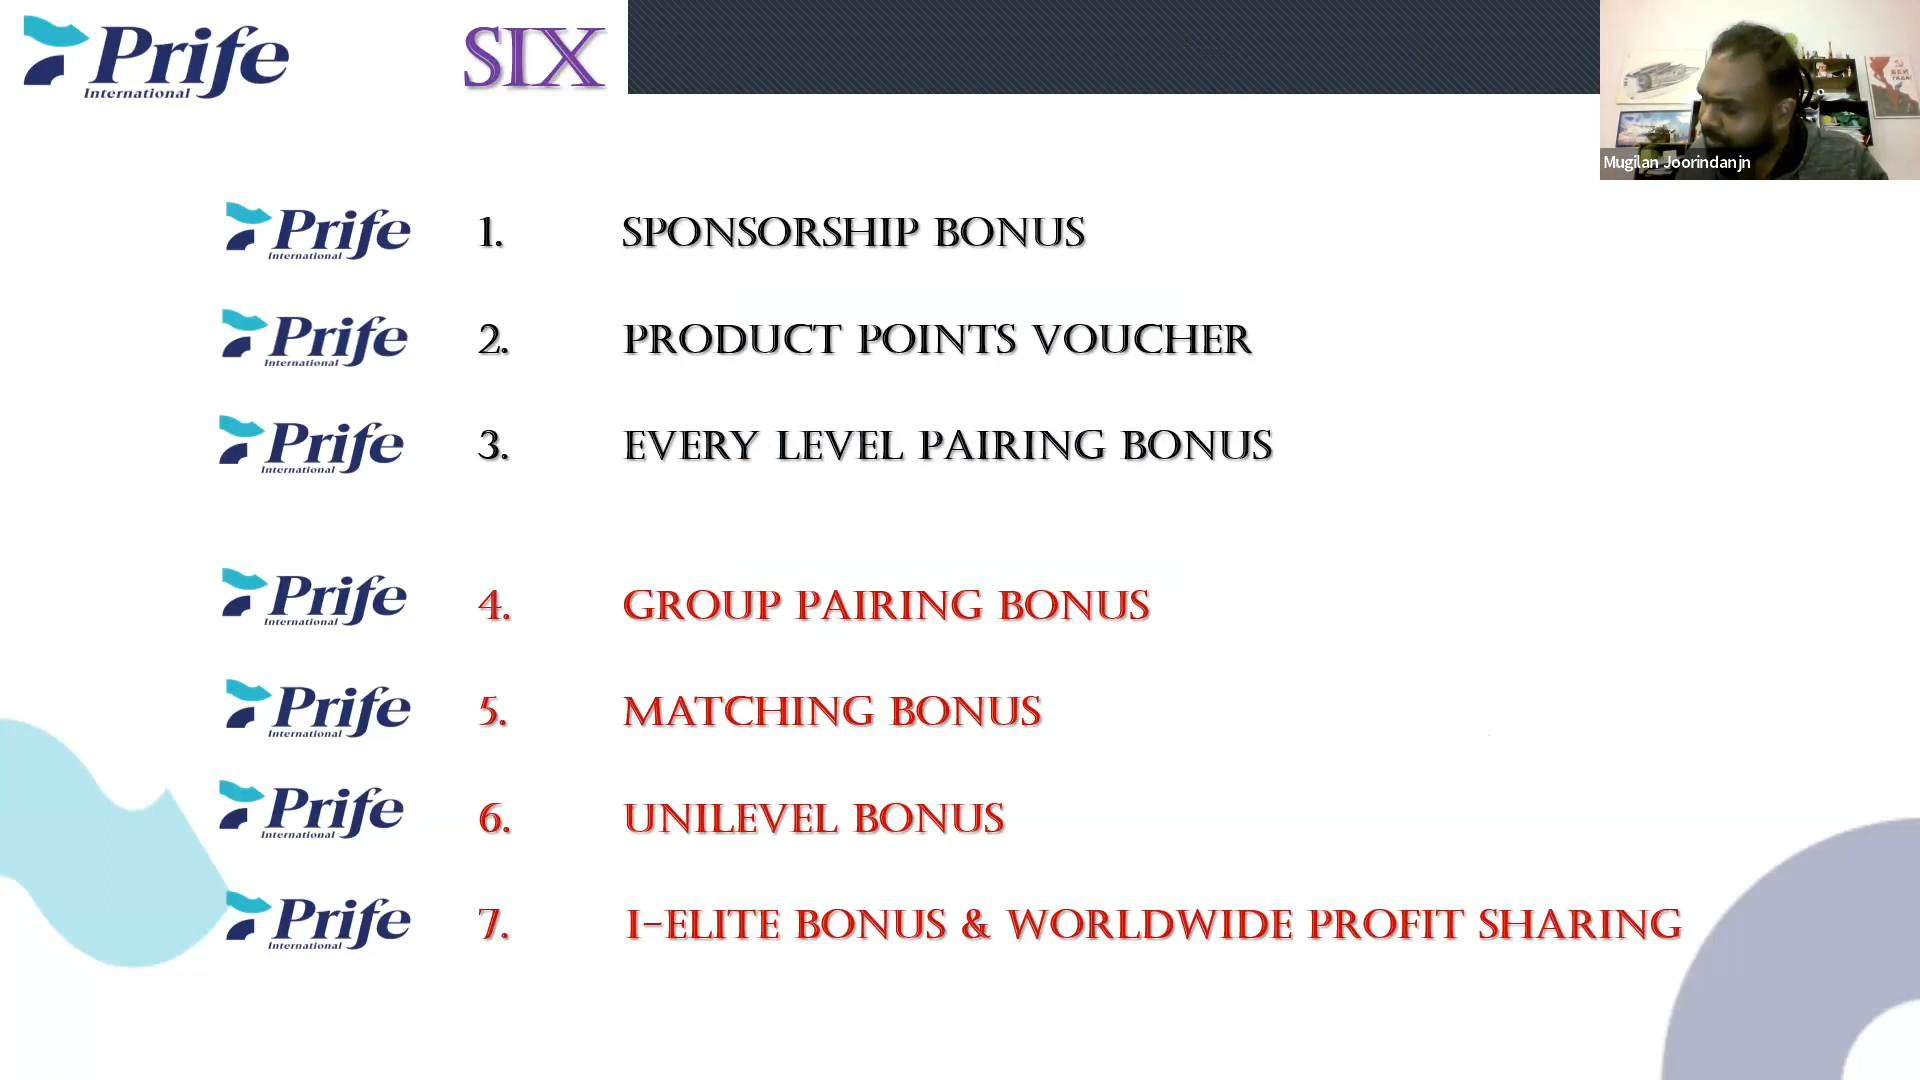 Prife
International
SIX
Mugilan Joorindanjn
Prife
International
1. SPONSORSHIP BONUS
Prife
International
2. PRODUCT POINTS VOUCHER
Prife
International
3. EVERY LEVEL PAIRING BONUS
Prife
International
4. GROUP PAIRING BONUS
Prife
International
5. MATCHING BONUS
Prife
International
6. UNILEVEL BONUS
Prife
International
7. I-ELITE BONUS & WORLDWIDE PROFIT SHARING